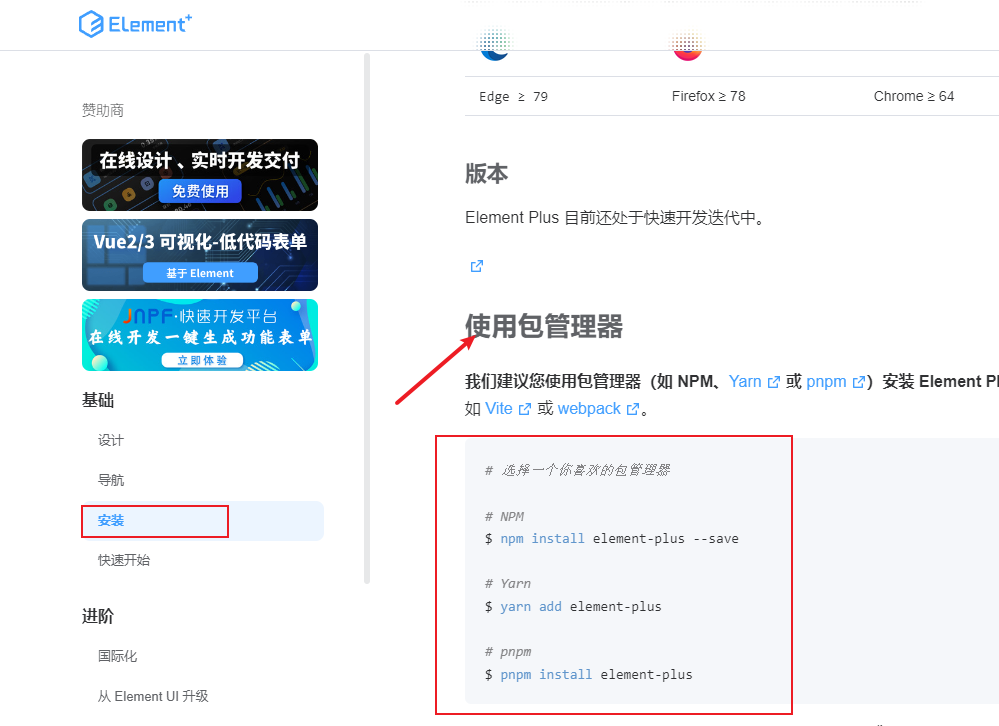 Element+
Edge ≥ 79
Firefox ≥ 78
Chrome ≥ 64
赞助商
在线设计、实时开发交付
免费使用
Vue2/3 可视化-低代码表单
基于 Element
JNPF·快速开发平台
在线开发一键生成功能表单
立即体验
基础
设计
导航
安装
快速开始
进阶
国际化
从 Element UI 升级
版本
Element Plus 目前还处于快速开发迭代中。
使用包管理器
我们建议您使用包管理器（如 NPM、Yarn 或 pnpm）安装 Element Pl
如 Vite 或 webpack。
# 选择一个你喜欢的包管理器
# NPM
$ npm install element-plus --save
# Yarn
$ yarn add element-plus
# pnpm
$ pnpm install element-plus